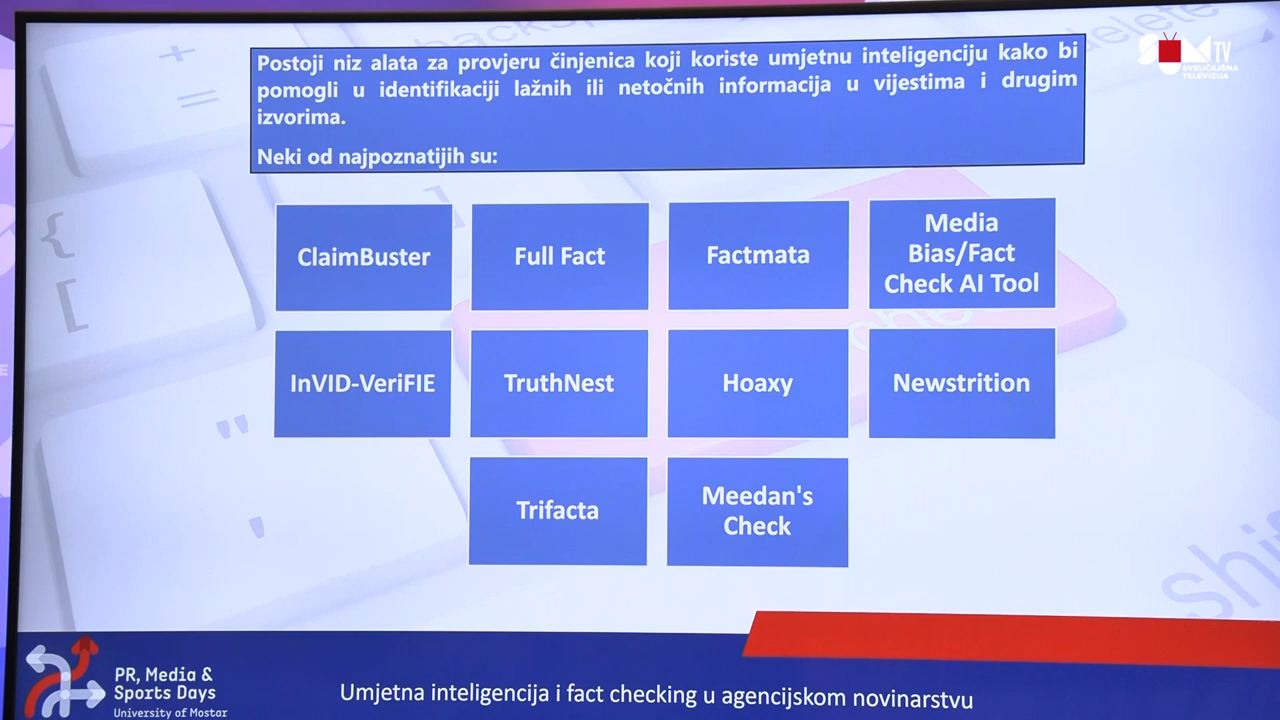 Postoji niz alata za provjeru činjenica koji koriste umjetnu inteligenciju kako bi
pomogli u identifikaciji lažnih ili netočnih informacija u vijestima i drugim
izvorima.
Neki od najpoznatijih su:
SUM TV
SVEUČILIŠNA
TELEVIZIJA
backspace
delete
ClaimBuster
Full Fact
Factmata
Media
Bias/Fact
Check AI Tool
InVID-VeriFIE
TruthNest
Hoaxy
Newstrition
Trifacta
Meedan's
Check
PR, Media &
Sports Days
University of Mostar
Umjetna inteligencija i fact checking u agencijskom novinarstvu